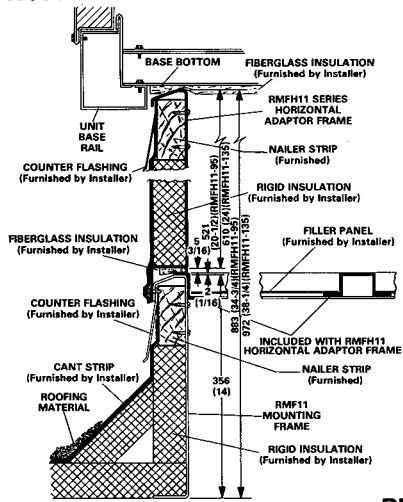 BASE BOTTOM
FIBERGLASS INSULATION
(Furnished by Installer)
RMFH11 SERIES
HORIZONTAL
ADAPTOR FRAME
UNIT
BASE
RAIL
NAILER STRIP
(Furnished)
COUNTER FLASHING
(Furnished by Installer)
RIGID INSULATION
(Furnished by Installer)
5
3/16)
521
(20-1/2)(RMFH11-95)
610 (24)(RMFH11-135)
FILLER PANEL
(Furnished by Installer)
FIBERGLASS INSULATION
(Furnished by Installer)
2
(1/16)
883 (34-3/4)(RMFH11-95)
972 (38-1/4)(RMFH11-135)
COUNTER FLASHING
(Furnished by Installer)
INCLUDED WITH RMFH11
HORIZONTAL ADAPTOR FRAME
NAILER STRIP
(Furnished)
CANT STRIP
(Furnished by Installer)
356
(14)
ROOFING
MATERIAL
RMF11
MOUNTING
FRAME
RIGID INSULATION
(Furnished by Installer)